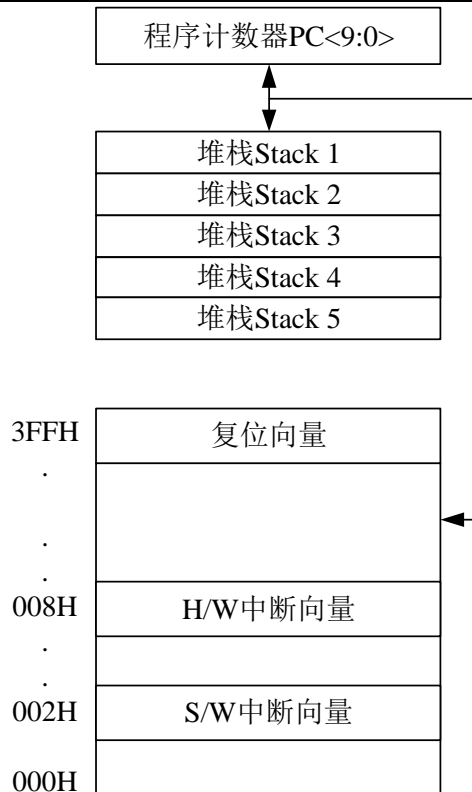 程序计数器PC<9:0>
堆栈Stack 1
堆栈Stack 2
堆栈Stack 3
堆栈Stack 4
堆栈Stack 5
3FFH 复位向量
.
.
.
008H H/W中断向量
.
.
002H S/W中断向量
000H